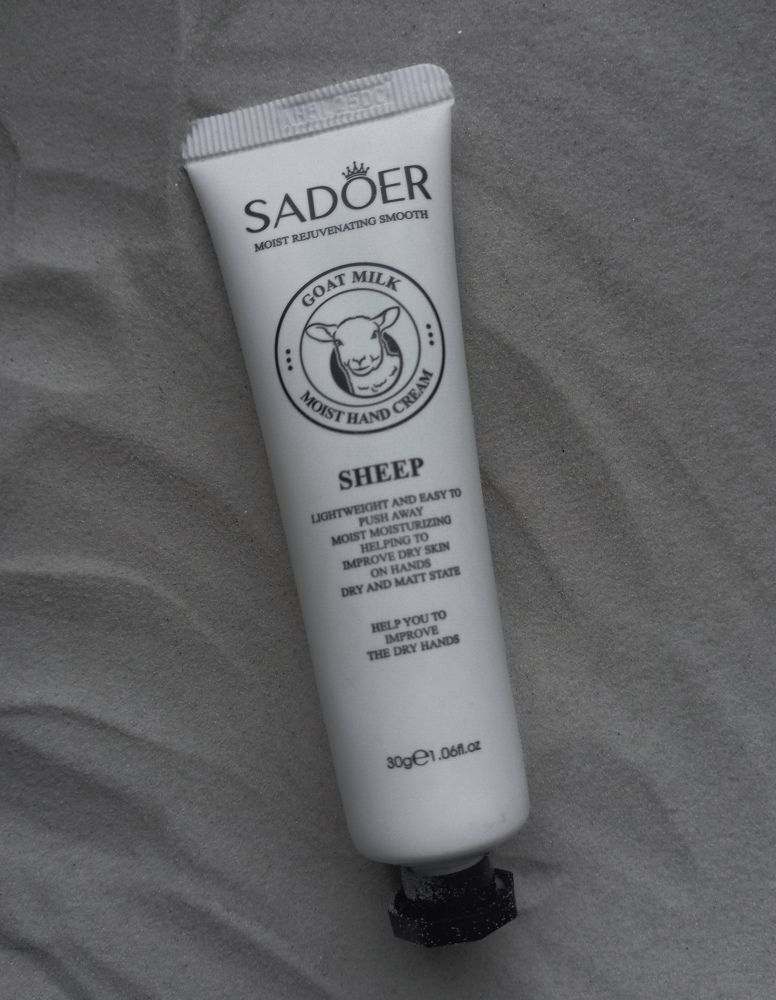 SADOER
MOIST REJUVENATING SMOOTH
GOAT MILK
MOIST HAND CREAM
SHEEP
LIGHTWEIGHT AND EASY TO
PUSH AWAY
MOIST MOISTURIZING
HELPING TO
IMPROVE DRY SKIN
ON HANDS
DRY AND MATT STATE
HELP YOU TO
IMPROVE
THE DRY HANDS
30g℮1.06fl.oz